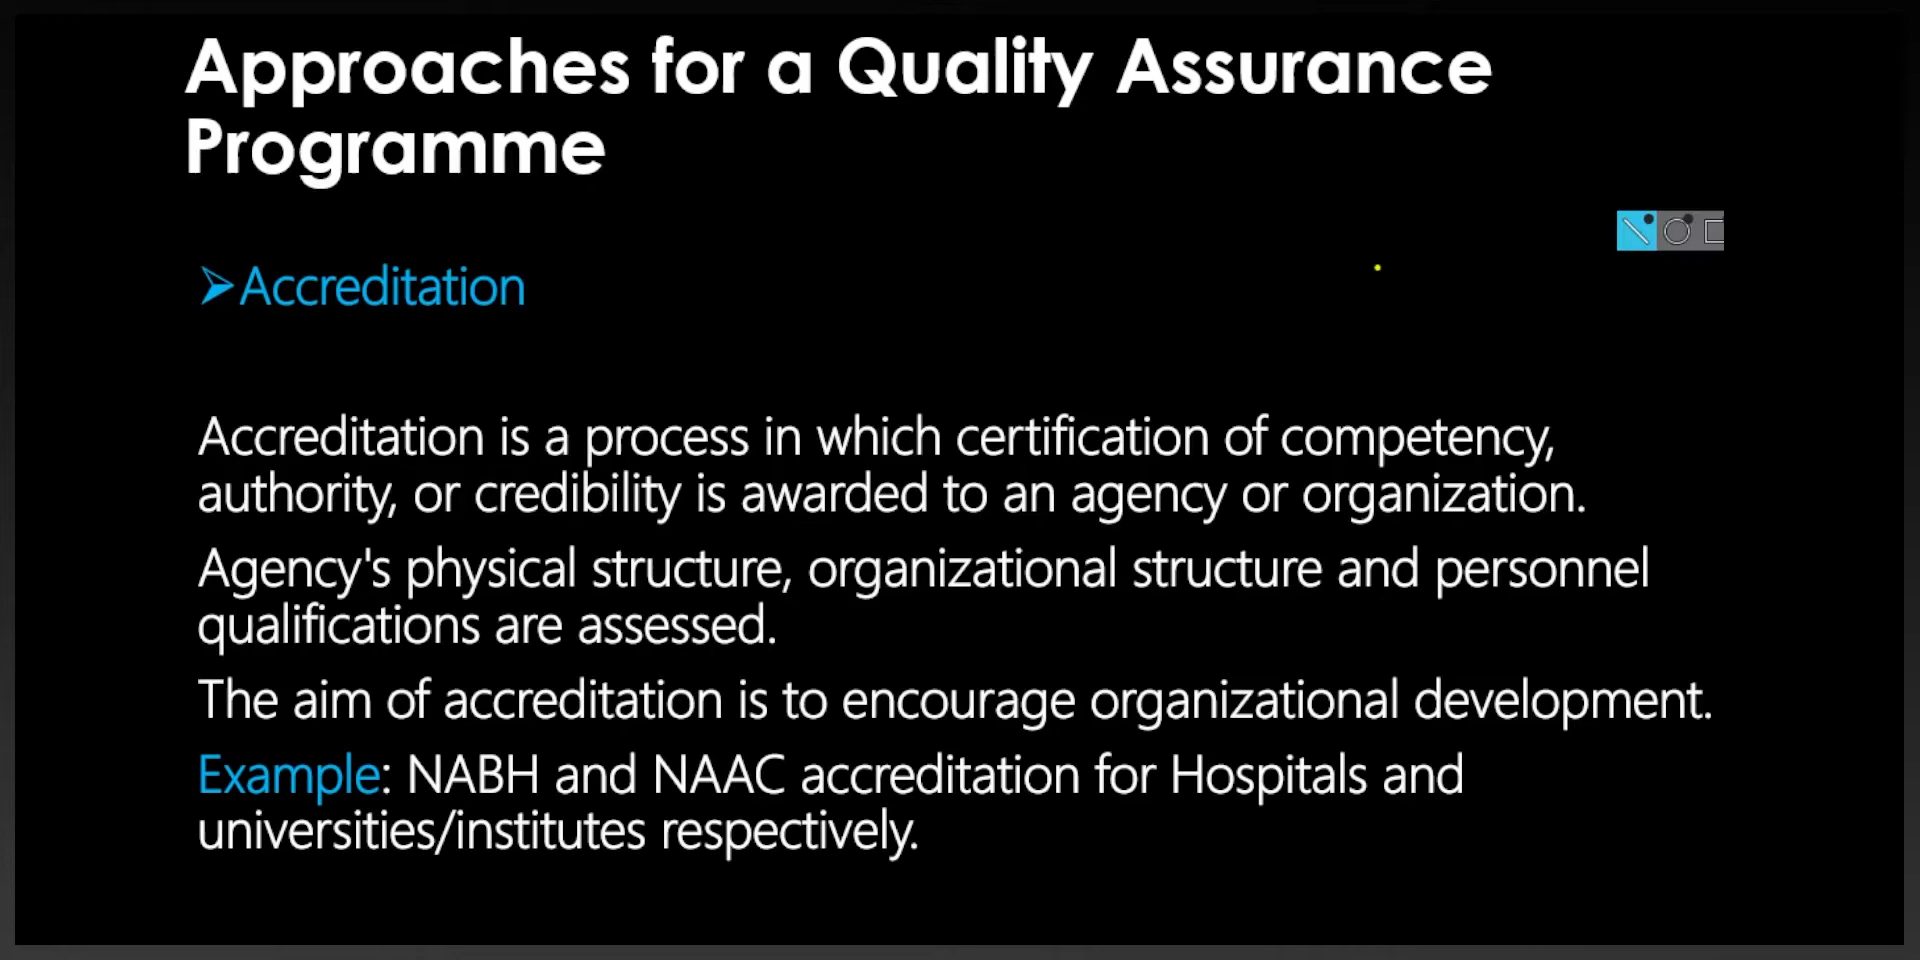 Approaches for a Quality Assurance
Programme
➢Accreditation
Accreditation is a process in which certification of competency,
authority, or credibility is awarded to an agency or organization.
Agency's physical structure, organizational structure and personnel
qualifications are assessed.
The aim of accreditation is to encourage organizational development.
Example: NABH and NAAC accreditation for Hospitals and
universities/institutes respectively.